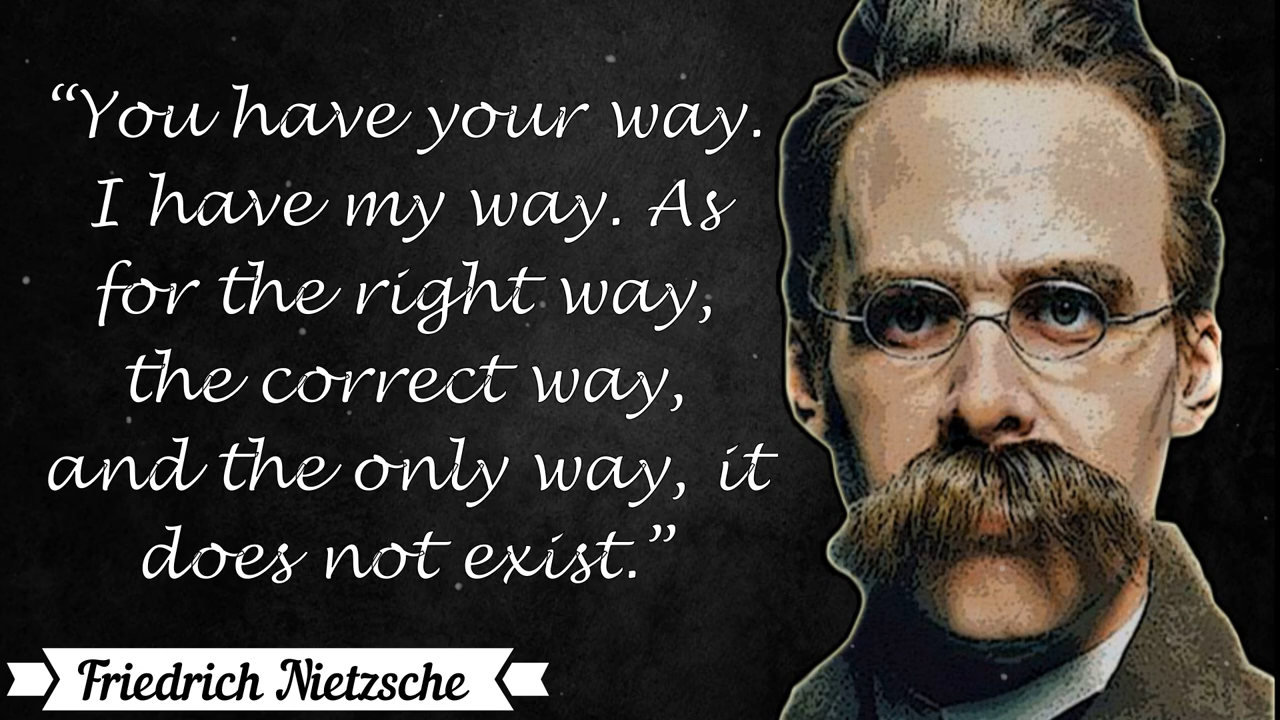 “You have your way.
I have my way. As
for the right way,
the correct way,
and the only way, it
does not exist.”
Friedrich Nietzsche